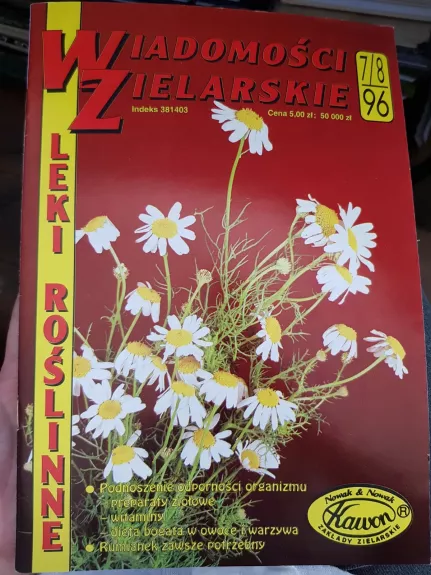 WIADOMOŚCI
ZIELARSKIE
7/8
96
Indeks 381403
Cena 5,00 zł; 50 000 zł
LEKI ROŚLINNE
● Podnoszenie odporności organizmu
- preparaty ziołowe
- witaminy
- dieta bogata w owoce i warzywa
● Rumianek zawsze potrzebny
Nowak & Nowak
Kawon ®
ZAKŁADY ZIELARSKIE